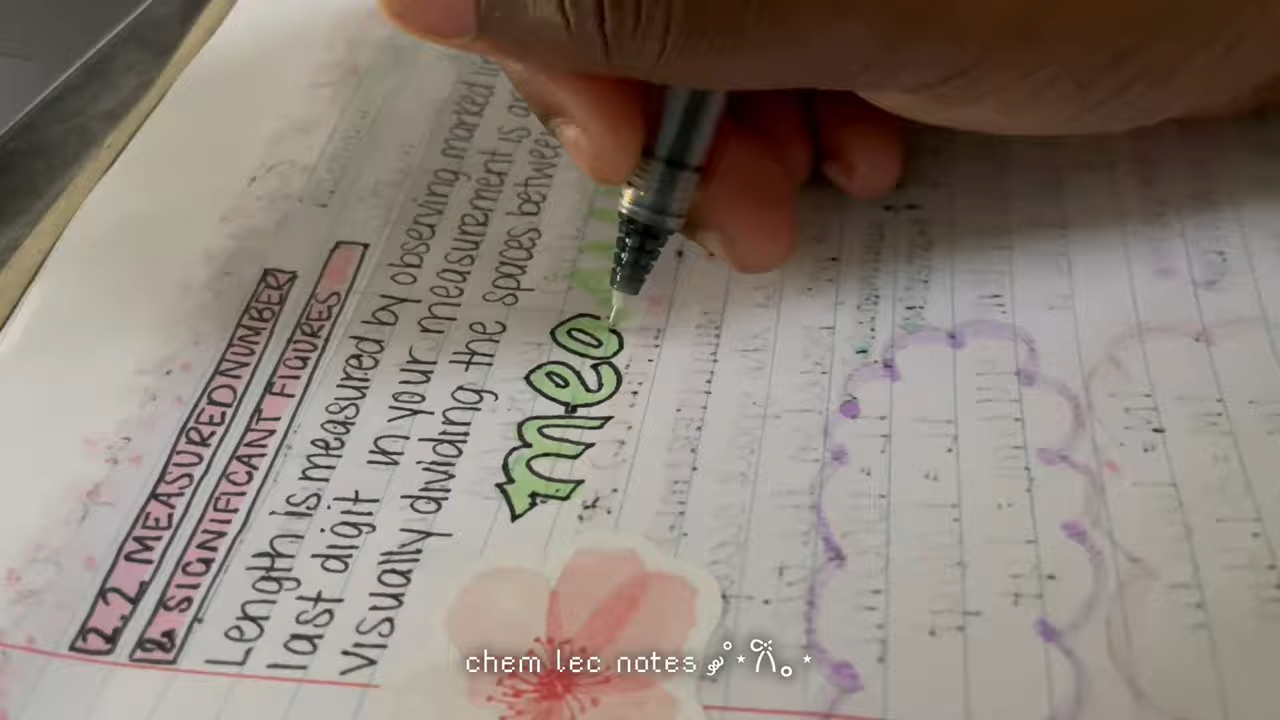 2.2 MEASURED NUMBER
& SIGNIFICANT FIGURES
Length is measured by observing marked
last digit in your measurement is
visually dividing the spaces between
meo
chem lec notes